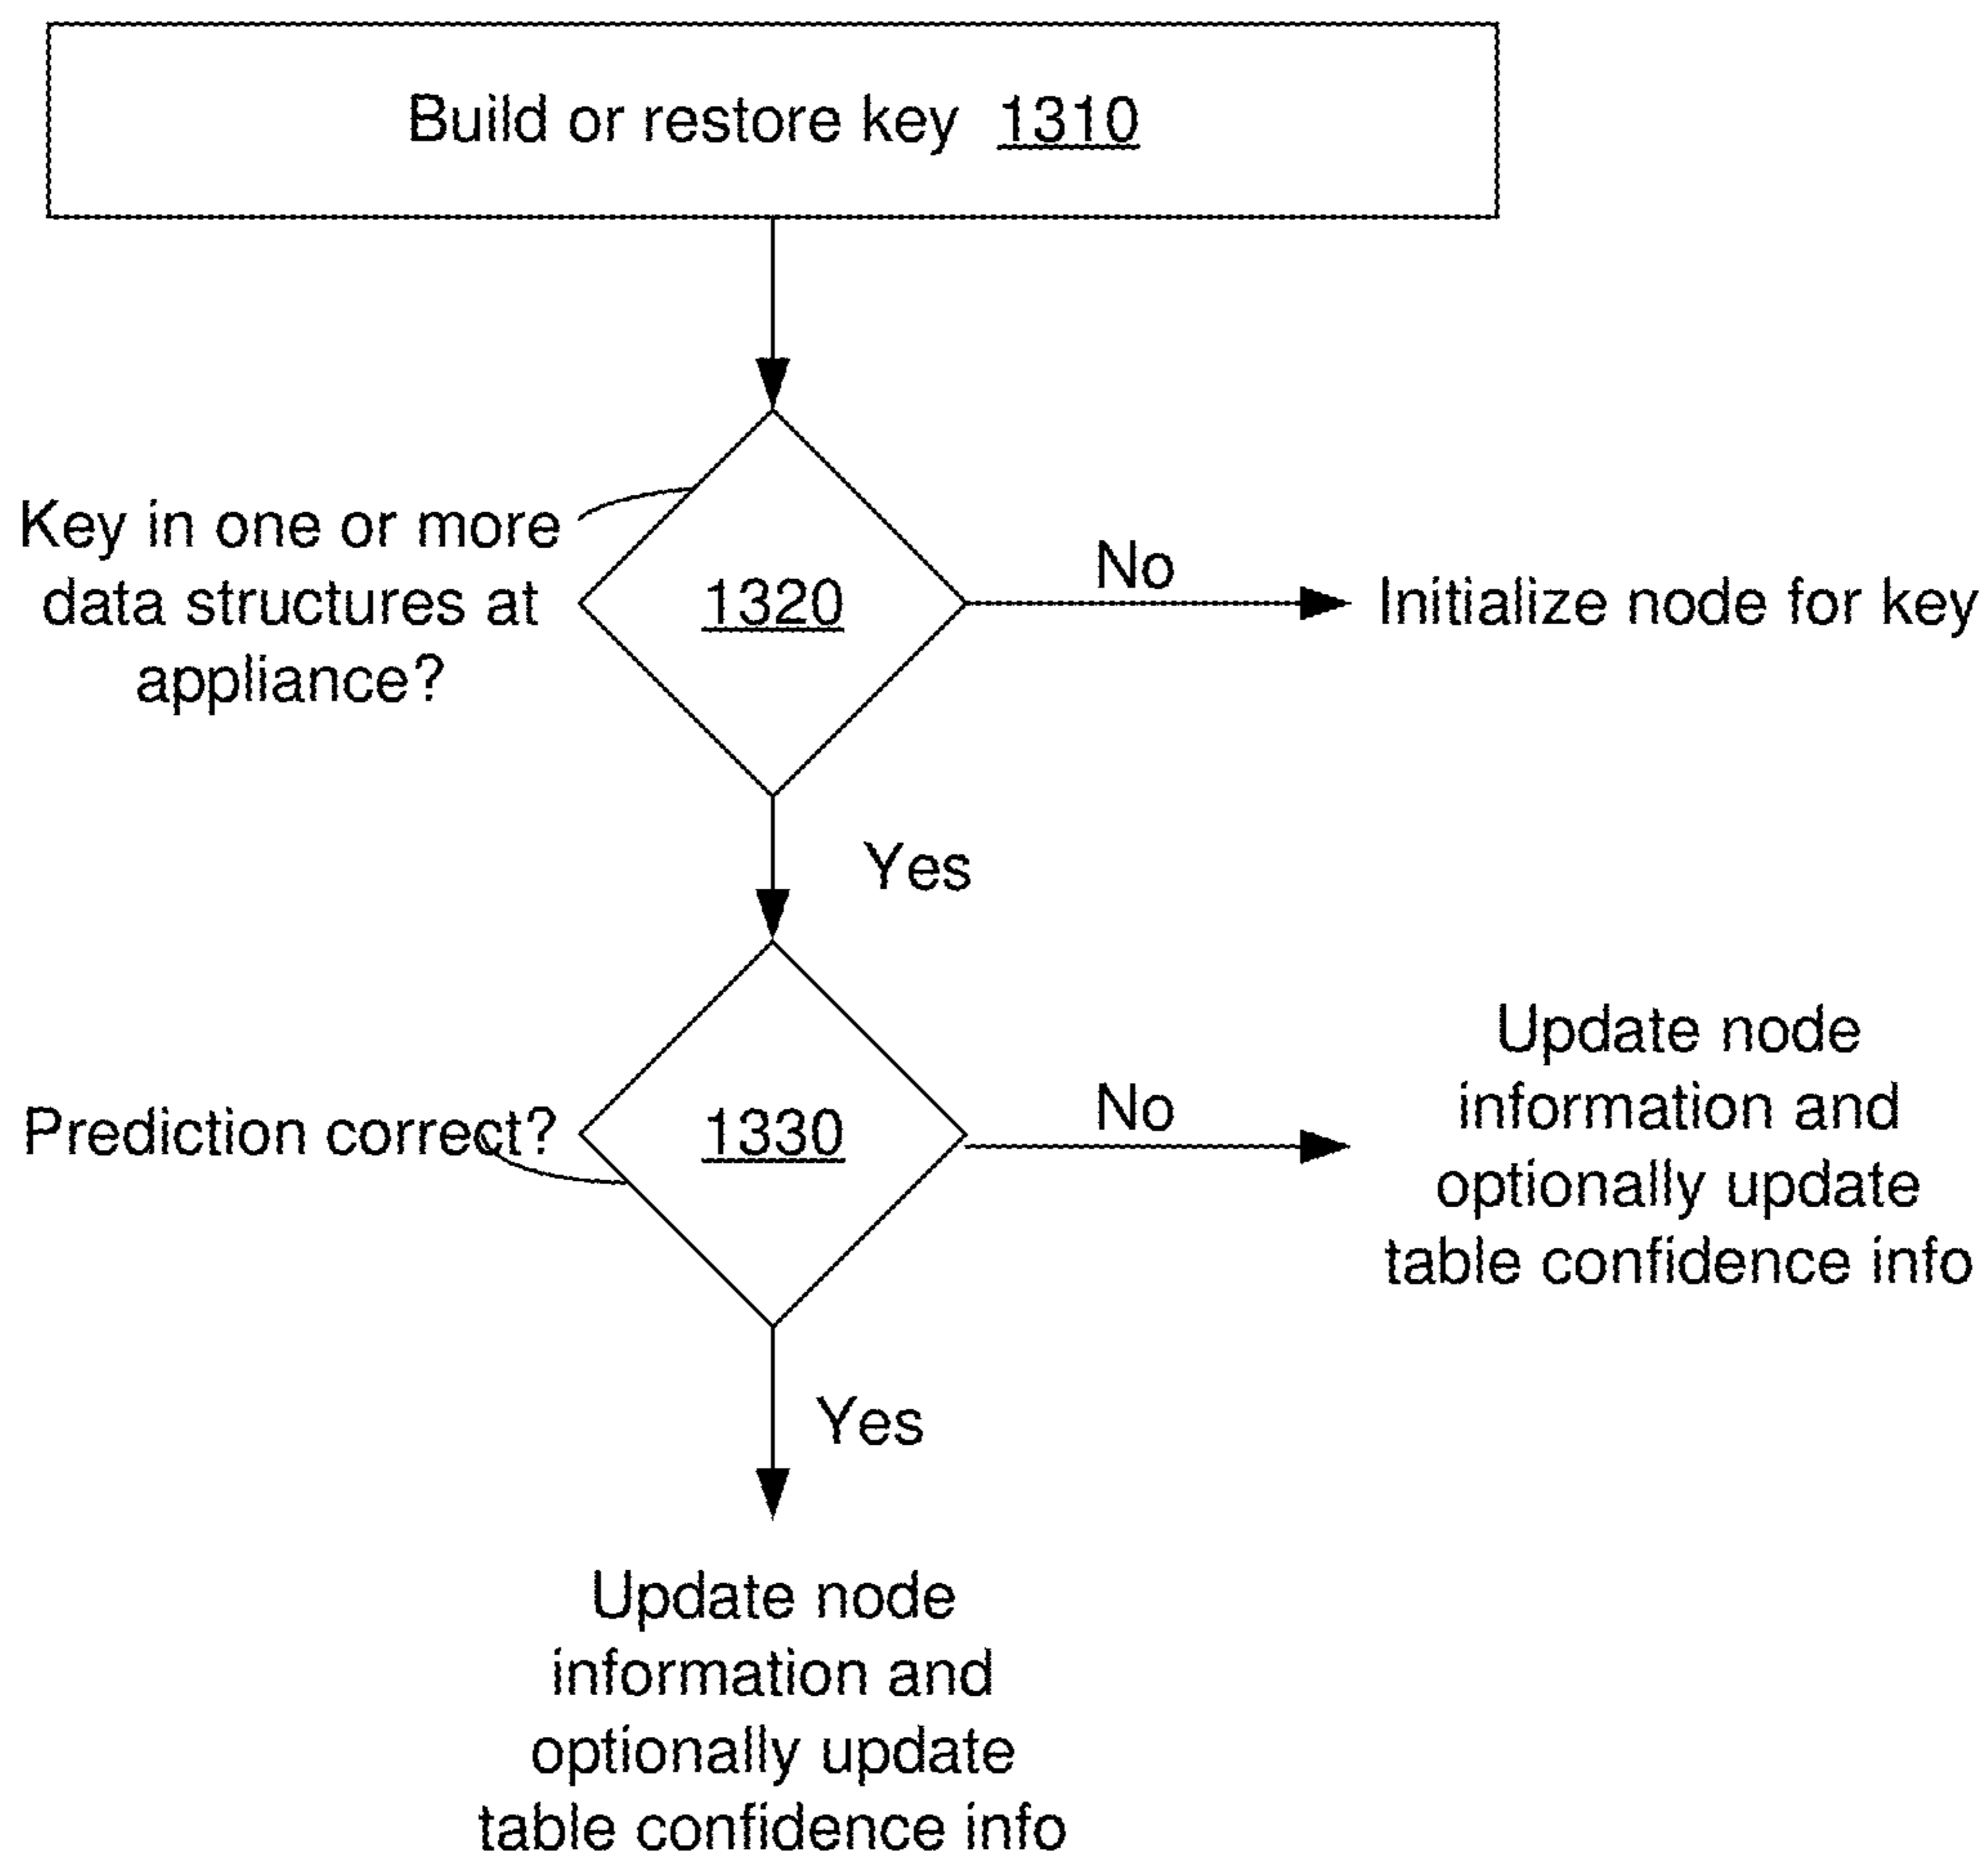 Build or restore key 1310
Key in one or more
data structures at
appliance?
1320
No
Initialize node for key
Yes
Prediction correct?
1330
No
Update node
information and
optionally update
table confidence info
Yes
Update node
information and
optionally update
table confidence info